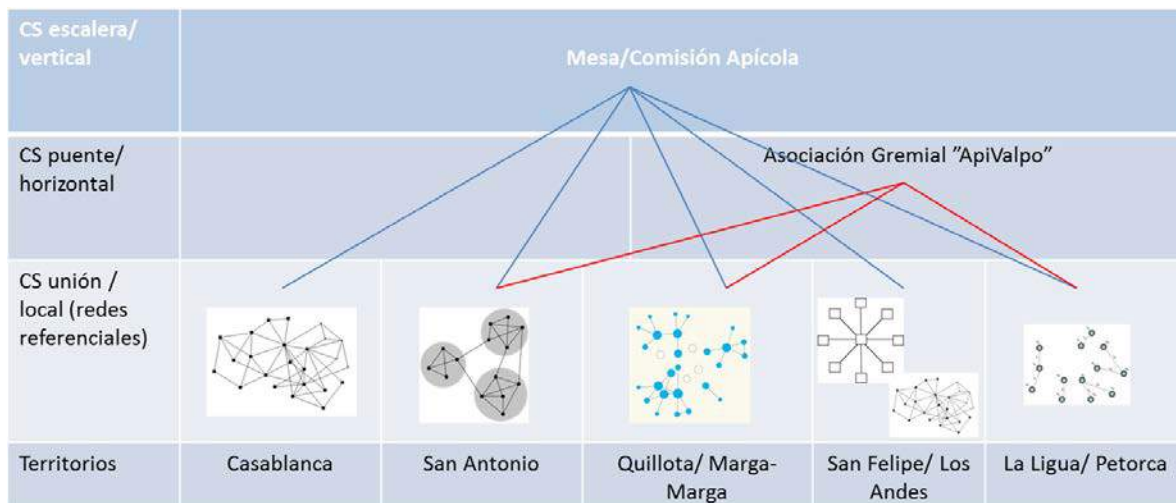 CS escalera/
vertical
Mesa/Comisión Apícola
CS puente/
horizontal
Asociación Gremial ”ApiValpo”
CS unión /
local (redes
referenciales)
Territorios
Casablanca
San Antonio
Quillota/ Marga-
Marga
San Felipe/ Los
Andes
La Ligua/ Petorca